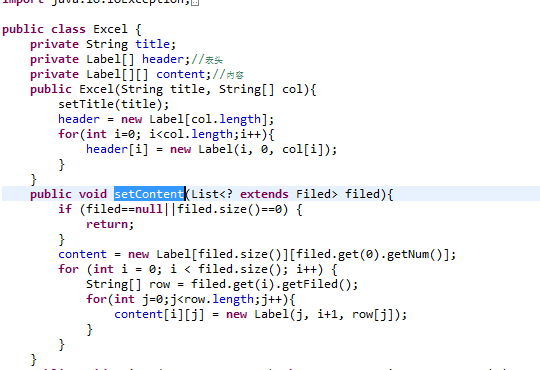 import java.io.IOException;
public class Excel {
    private String title;
    private Label[] header;//表头
    private Label[][] content;//内容
    public Excel(String title, String[] col){
        setTitle(title);
        header = new Label[col.length];
        for(int i=0; i<col.length;i++){
            header[i] = new Label(i, 0, col[i]);
        }
    }
    public void setContent(List<? extends Filed> filed){
        if (filed==null||filed.size()==0) {
            return;
        }
        content = new Label[filed.size()][filed.get(0).getNum()];
        for (int i = 0; i < filed.size(); i++) {
            String[] row = filed.get(i).getFiled();
            for(int j=0;j<row.length;j++){
                content[i][j] = new Label(j, i+1, row[j]);
            }
        }
    }